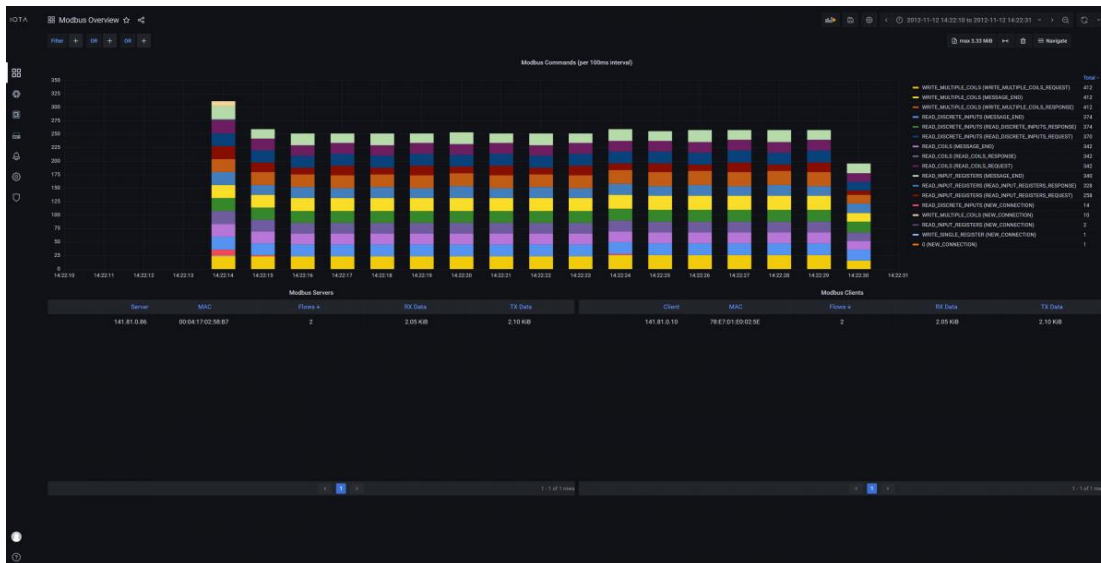 IOTA
Modbus Overview
2012-11-12 14:22:10 to 2012-11-12 14:22:31
Filter + OR + OR +
max 5.33 MiB
Navigate
Modbus Commands (per 100ms interval)
350
325
300
275
250
225
200
175
150
125
100
75
50
25
0
14:22:10 14:22:11 14:22:12 14:22:13 14:22:14 14:22:15 14:22:16 14:22:17 14:22:18 14:22:19 14:22:20 14:22:21 14:22:22 14:22:23 14:22:24 14:22:25 14:22:26 14:22:27 14:22:28 14:22:29 14:22:30 14:22:31
Total
WRITE_MULTIPLE_COILS (WRITE_MULTIPLE_COILS_REQUEST) 412
WRITE_MULTIPLE_COILS (MESSAGE_END) 412
WRITE_MULTIPLE_COILS (WRITE_MULTIPLE_COILS_RESPONSE) 412
READ_DISCRETE_INPUTS (MESSAGE_END) 374
READ_DISCRETE_INPUTS (READ_DISCRETE_INPUTS_RESPONSE) 374
READ_DISCRETE_INPUTS (READ_DISCRETE_INPUTS_REQUEST) 370
READ_COILS (MESSAGE_END) 342
READ_COILS (READ_COILS_RESPONSE) 342
READ_COILS (READ_COILS_REQUEST) 342
READ_INPUT_REGISTERS (MESSAGE_END) 340
READ_INPUT_REGISTERS (READ_INPUT_REGISTERS_RESPONSE) 328
READ_INPUT_REGISTERS (READ_INPUT_REGISTERS_REQUEST) 258
READ_DISCRETE_INPUTS (NEW_CONNECTION) 14
WRITE_MULTIPLE_COILS (NEW_CONNECTION) 10
READ_INPUT_REGISTERS (NEW_CONNECTION) 2
WRITE_SINGLE_REGISTER (NEW_CONNECTION) 1
0 (NEW_CONNECTION) 1
Modbus Servers
Server MAC Flows RX Data TX Data
141.81.0.86 00:04:17:02:58:B7 2 2.05 KiB 2.10 KiB
1
1 - 1 of 1 rows
Modbus Clients
Client MAC Flows RX Data TX Data
141.81.0.10 78:E7:D1:E0:02:5E 2 2.05 KiB 2.10 KiB
1
1 - 1 of 1